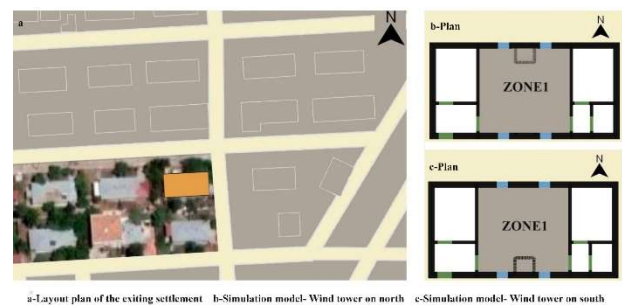 a
N
b-Plan
N
ZONE1
c-Plan
N
ZONE1
a-Layout plan of the exiting settlement b-Simulation model- Wind tower on north c-Simulation model- Wind tower on south